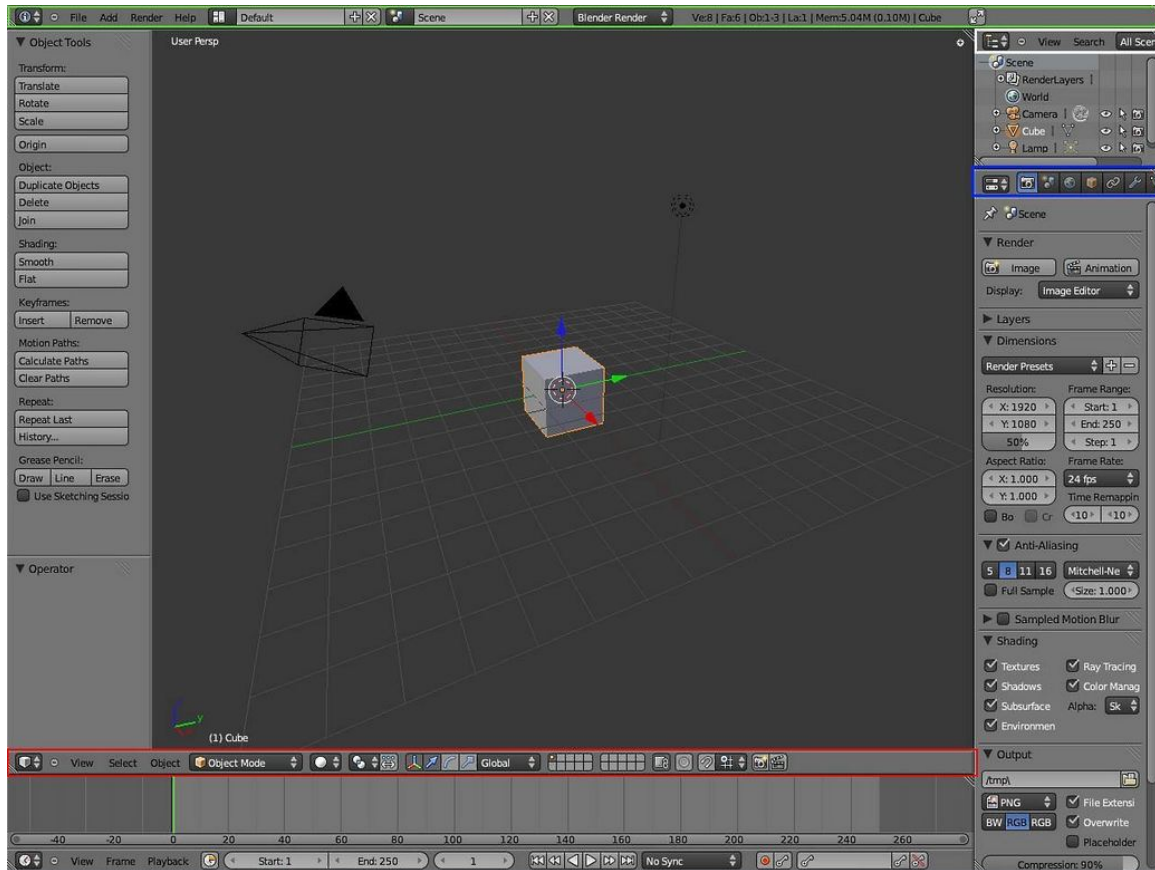 File Add Render Help Default Scene Blender Render Ve:8 | Fa:6 | Ob:1-3 | La:1 | Mem:5.04M (0.10M) | Cube
Object Tools
Transform:
Translate
Rotate
Scale
Origin
Object:
Duplicate Objects
Delete
Join
Shading:
Smooth
Flat
Keyframes:
Insert Remove
Motion Paths:
Calculate Paths
Clear Paths
Repeat:
Repeat Last
History...
Grease Pencil:
Draw Line Erase
Use Sketching Sessio
Operator
User Persp
y
(1) Cube
View Search All Scen
Scene
RenderLayers |
World
Camera |
Cube |
Lamp |
Scene
Render
Image Animation
Display: Image Editor
Layers
Dimensions
Render Presets
Resolution: Frame Range:
X: 1920 Start: 1
Y: 1080 End: 250
50% Step: 1
Aspect Ratio: Frame Rate:
X: 1.000 24 fps
Y: 1.000 Time Remappin
Bo Cr 10 10
Anti-Aliasing
5 8 11 16 Mitchell-Ne
Full Sample Size: 1.000
Sampled Motion Blur
Shading
Textures Ray Tracing
Shadows Color Manag
Subsurface Alpha: Sk
Environmen
Output
/tmp\
PNG File Extensi
BW RGB RGB Overwrite
Placeholder
Compression: 90%
View Select Object Object Mode Global
-40 -20 0 20 40 60 80 100 120 140 160 180 200 220 240 260
View Frame Playback Start: 1 End: 250 1 No Sync